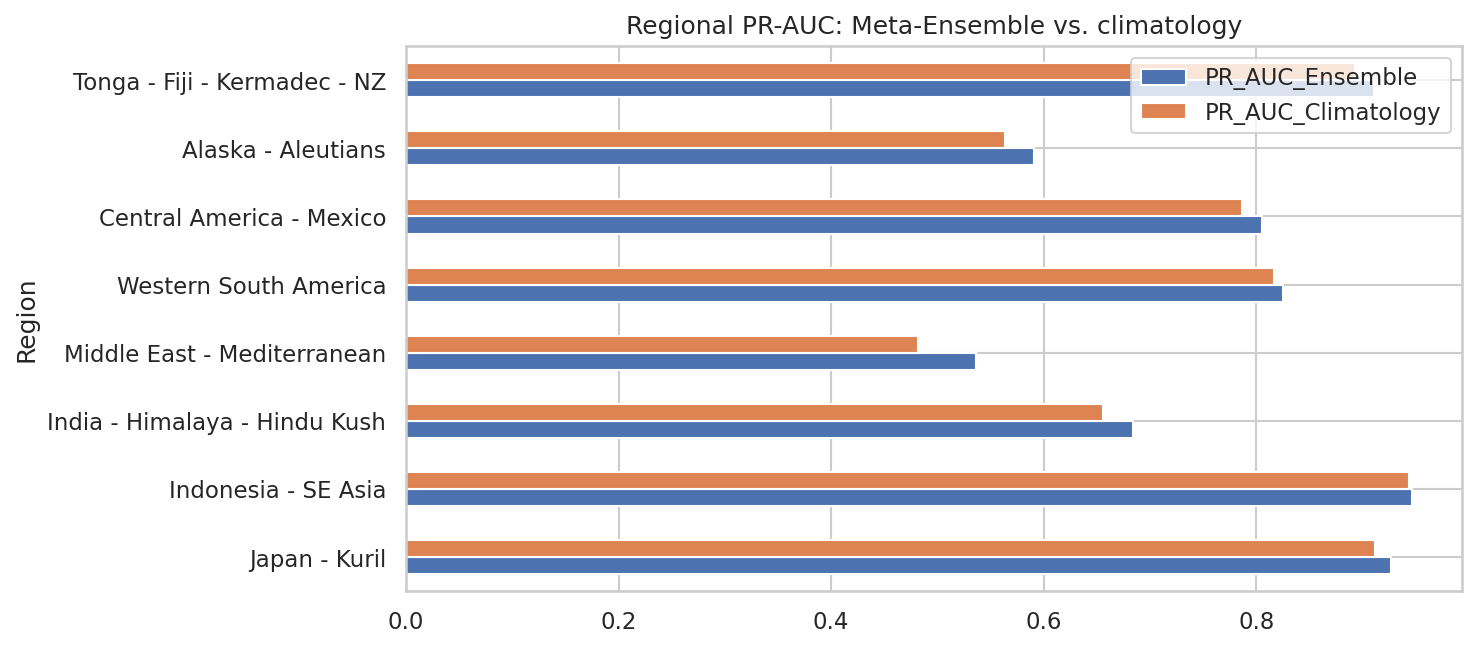 Regional PR-AUC: Meta-Ensemble vs. climatology
PR_AUC_Ensemble
PR_AUC_Climatology
Region
Tonga - Fiji - Kermadec - NZ
Alaska - Aleutians
Central America - Mexico
Western South America
Middle East - Mediterranean
India - Himalaya - Hindu Kush
Indonesia - SE Asia
Japan - Kuril
0.0 0.2 0.4 0.6 0.8